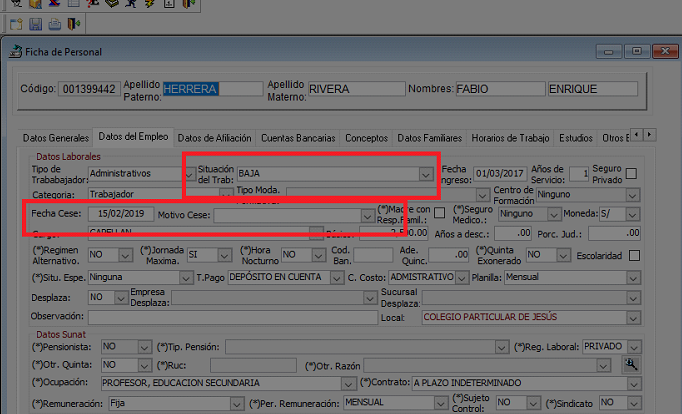 Ficha de Personal
Código: 001399442 Apellido Paterno: HERRERA Apellido Materno: RIVERA Nombres: FABIO ENRIQUE
Datos Generales Datos del Empleo Datos de Afiliación Cuentas Bancarias Conceptos Datos Familiares Horarios de Trabajo Estudios Otros E
Datos Laborales
Tipo de Trababajador: Administrativos Situación del Trab: BAJA Fecha Ingreso: 01/03/2017 Años de Servicio: 1 Seguro Privado
Categoria: Trabajador Tipo Moda. Centro de Formación Ninguno
Fecha Cese: 15/02/2019 Motivo Cese: (*)Madre con Resp.Famil.: (*)Seguro Medico.: Ninguno Moneda: S/
Cargo: CAPELLAN 2,500.00 Años a desc.: .00 Porc. Jud.: .00
(*)Regimen Alternativo. NO (*)Jornada Maxima. SI (*)Hora Nocturno NO Cod. Ban. Ade. Quinc. .00 (*)Quinta Exonerado NO Escolaridad
(*)Situ. Espe. Ninguna T.Pago DEPÓSITO EN CUENTA C. Costo: ADMSTRATIVO Planilla: Mensual
Desplaza: NO Empresa Desplaza: Sucursal Desplaza:
Observación: Local: COLEGIO PARTICULAR DE JESÚS
Datos Sunat
(*)Pensionista: NO (*)Tip. Pensión: (*)Reg. Laboral: PRIVADO
(*)Otr. Quinta: NO (*)Ruc: (*)Otr. Razón
(*)Ocupación: PROFESOR, EDUCACION SECUNDARIA (*)Contrato: A PLAZO INDETERMINADO
(*)Remuneración: Fija (*)Per. Remuneración: MENSUAL (*)Sujeto Control: NO (*)Sindicato NO